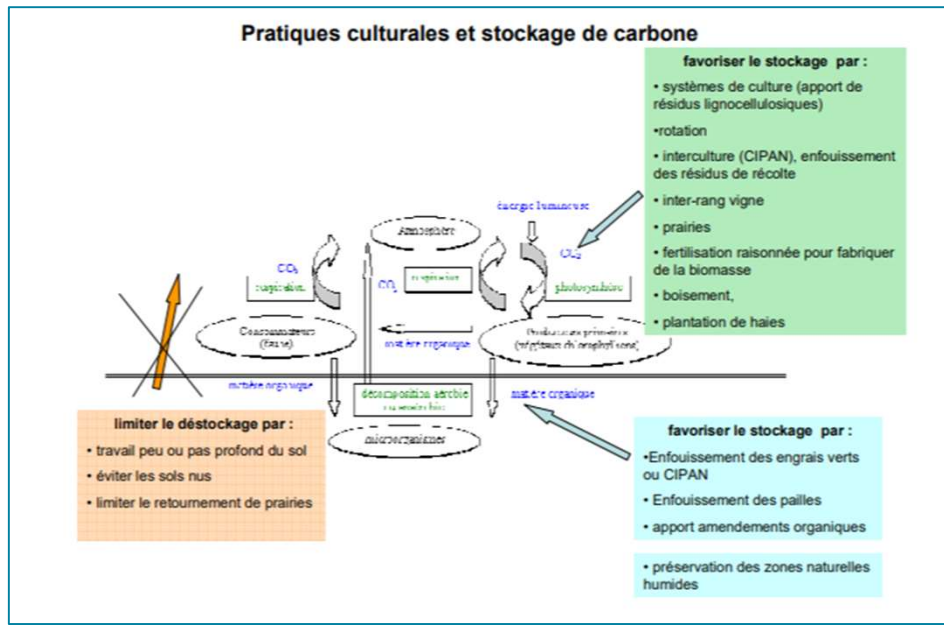 Pratiques culturales et stockage de carbone
favoriser le stockage par :
• systèmes de culture (apport de
résidus lignocellulosiques)
•rotation
• interculture (CIPAN), enfouissement
des résidus de récolte
• inter-rang vigne
• prairies
• fertilisation raisonnée pour fabriquer
de la biomasse
• boisement,
• plantation de haies
énergie lumineuse
Atmosphère
CO₂
CO₂
CO₂
respiration
respiration
photosynthèse
Consommateurs
(faune)
matière organique
Producteurs primaires
(végétaux chlorophylliens)
matière organique
décomposition aérobie
matière organique
microorganismes
limiter le déstockage par :
• travail peu ou pas profond du sol
• éviter les sols nus
• limiter le retournement de prairies
favoriser le stockage par :
•Enfouissement des engrais verts
ou CIPAN
• Enfouissement des pailles
• apport amendements organiques
• préservation des zones naturelles
humides